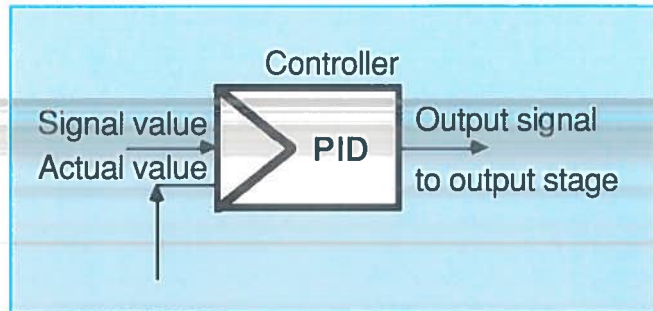 Controller
Signal value
Actual value
PID
Output signal
to output stage